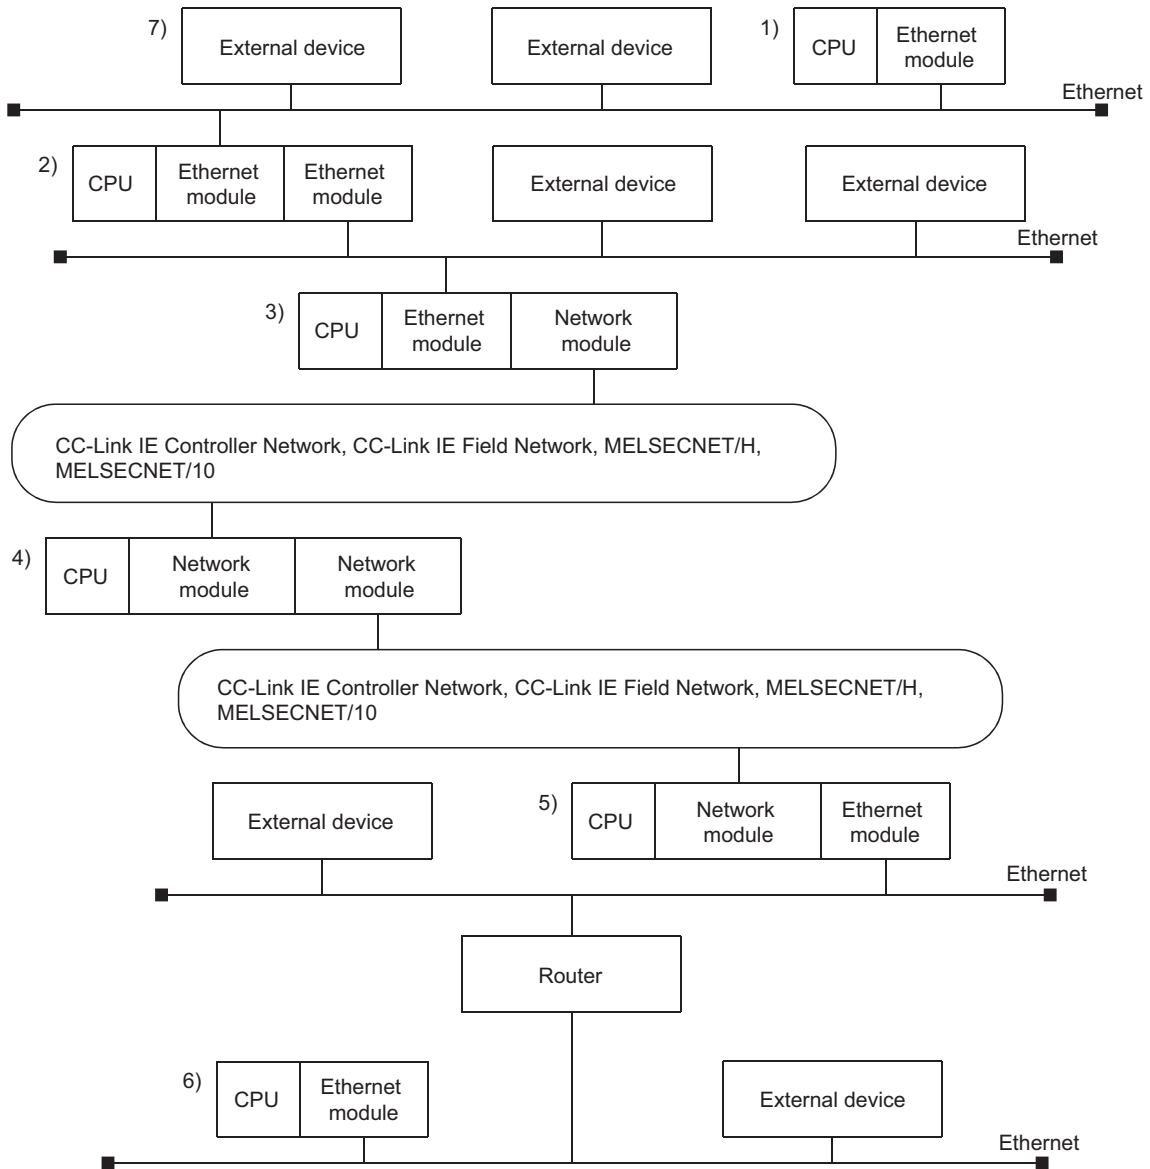 7)
External device
External device
1)
CPU
Ethernet
module
Ethernet
2)
CPU
Ethernet
module
Ethernet
module
External device
External device
Ethernet
3)
CPU
Ethernet
module
Network
module
CC-Link IE Controller Network, CC-Link IE Field Network, MELSECNET/H,
MELSECNET/10
4)
CPU
Network
module
Network
module
CC-Link IE Controller Network, CC-Link IE Field Network, MELSECNET/H,
MELSECNET/10
External device
5)
CPU
Network
module
Ethernet
module
Ethernet
Router
6)
CPU
Ethernet
module
External device
Ethernet